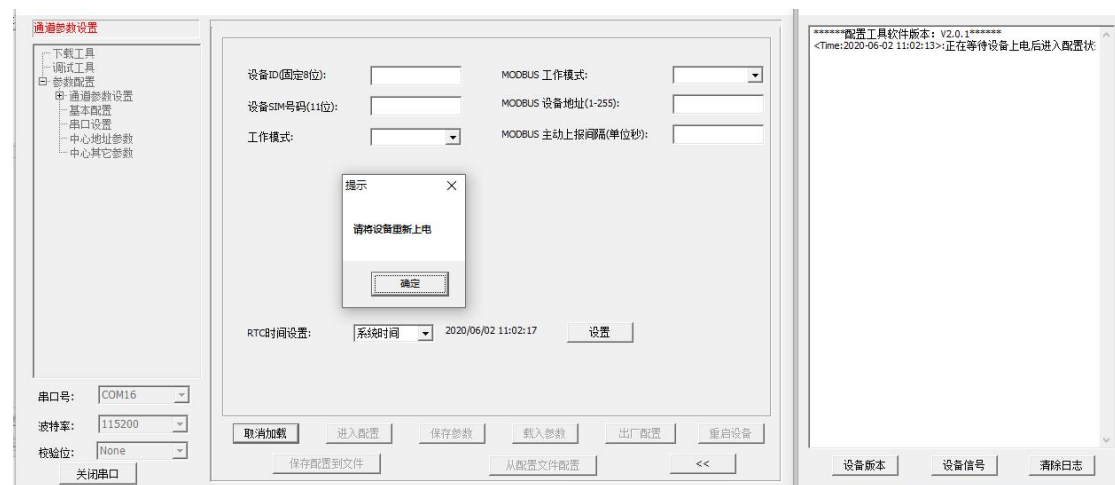 通道参数设置
下载工具
调试工具
参数配置
通道参数设置
基本配置
串口设置
中心地址参数
中心其它参数
串口号:
COM16
波特率:
115200
校验位:
None
关闭串口
设备ID(固定8位):
设备SIM号码(11位):
工作模式:
MODBUS 工作模式:
MODBUS 设备地址(1-255):
MODBUS 主动上报间隔(单位秒):
提示
请将设备重新上电
确定
RTC时间设置:
系统时间
2020/06/02 11:02:17
设置
取消加载
进入配置
保存参数
载入参数
出厂配置
重启设备
保存配置到文件
从配置文件配置
<<
******配置工具软件版本: V2.0.1******
<Time:2020-06-02 11:02:13>:正在等待设备上电后进入配置状
设备版本
设备信号
清除日志